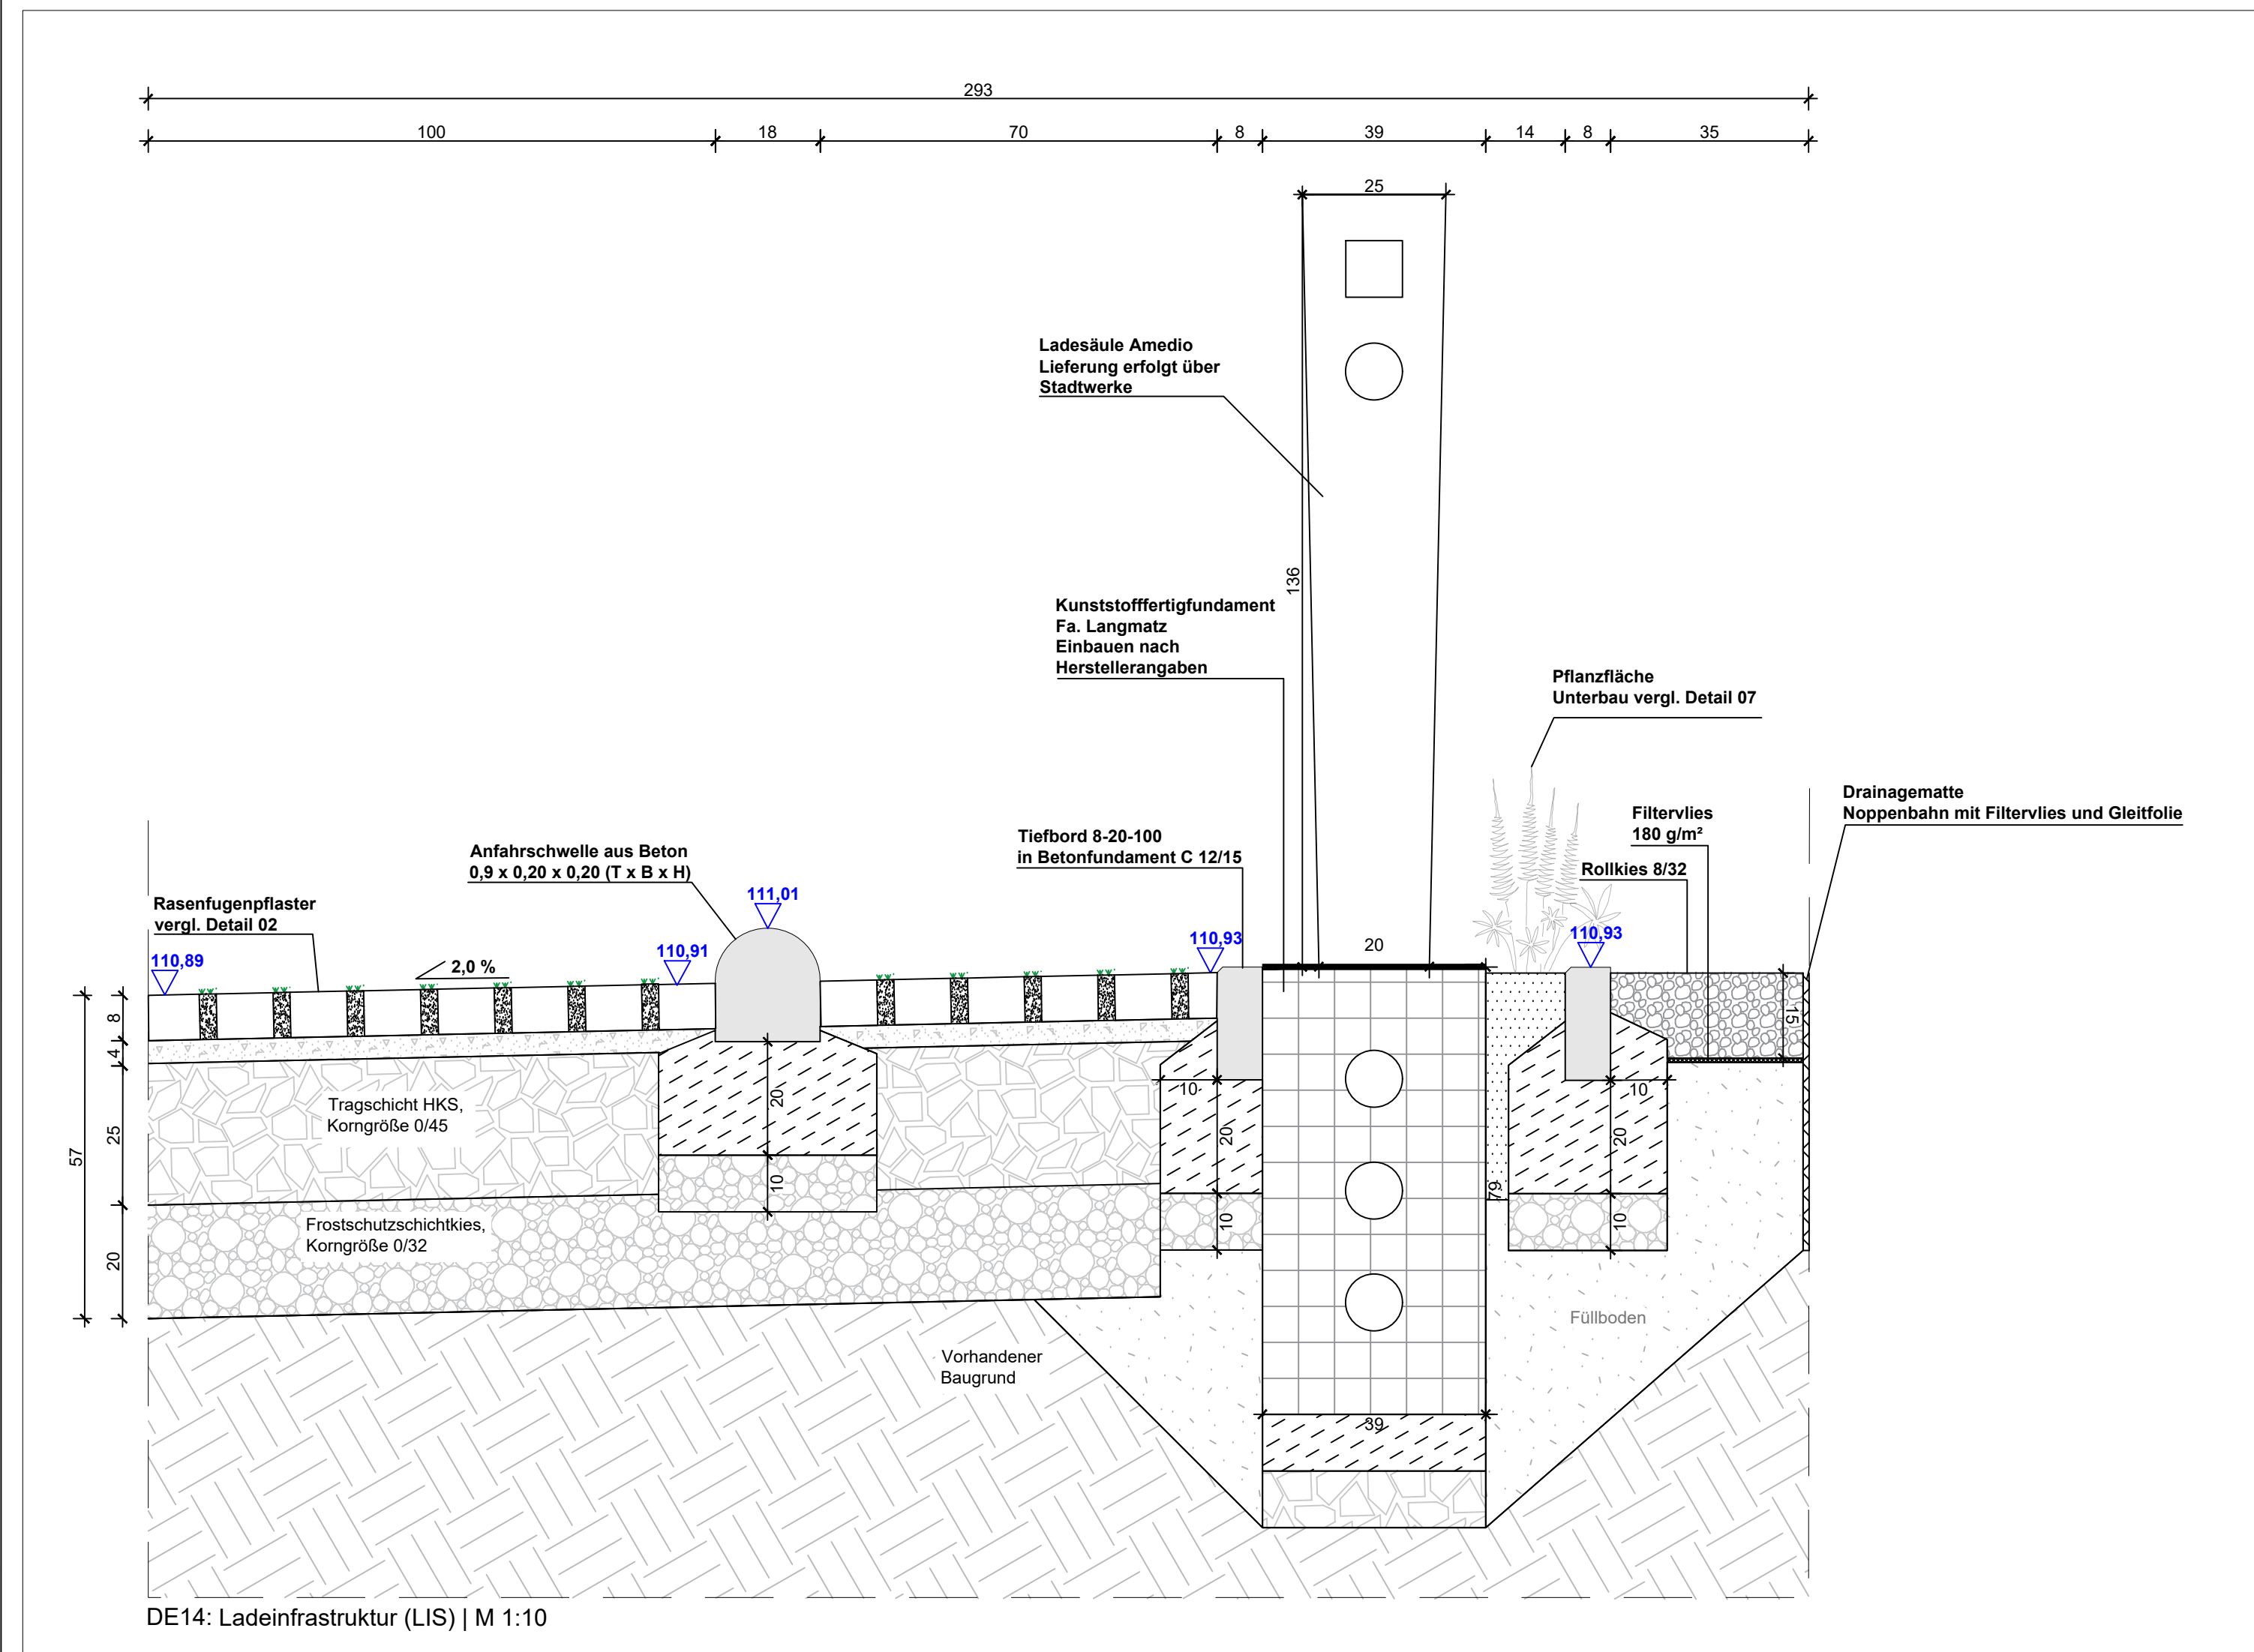 293
100
18
70
8
39
14
8
35
25
Ladesäule Amedio
Lieferung erfolgt über
Stadtwerke
136
Kunststofffertigfundament
Fa. Langmatz
Einbauen nach
Herstellerangaben
Pflanzfläche
Unterbau vergl. Detail 07
Drainagematte
Noppenbahn mit Filtervlies und Gleitfolie
Filtervlies
180 g/m²
Rollkies 8/32
Tiefbord 8-20-100
in Betonfundament C 12/15
Anfahrschwelle aus Beton
0,9 x 0,20 x 0,20 (T x B x H)
Rasenfugenpflaster
vergl. Detail 02
111,01
110,89
2,0 %
110,91
110,93
20
110,93
8
4
25
20
57
15
Tragschicht HKS,
Korngröße 0/45
20
10
10
20
10
79
10
20
10
Frostschutzschichtkies,
Korngröße 0/32
Vorhandener
Baugrund
Füllboden
39
DE14: Ladeinfrastruktur (LIS) | M 1:10